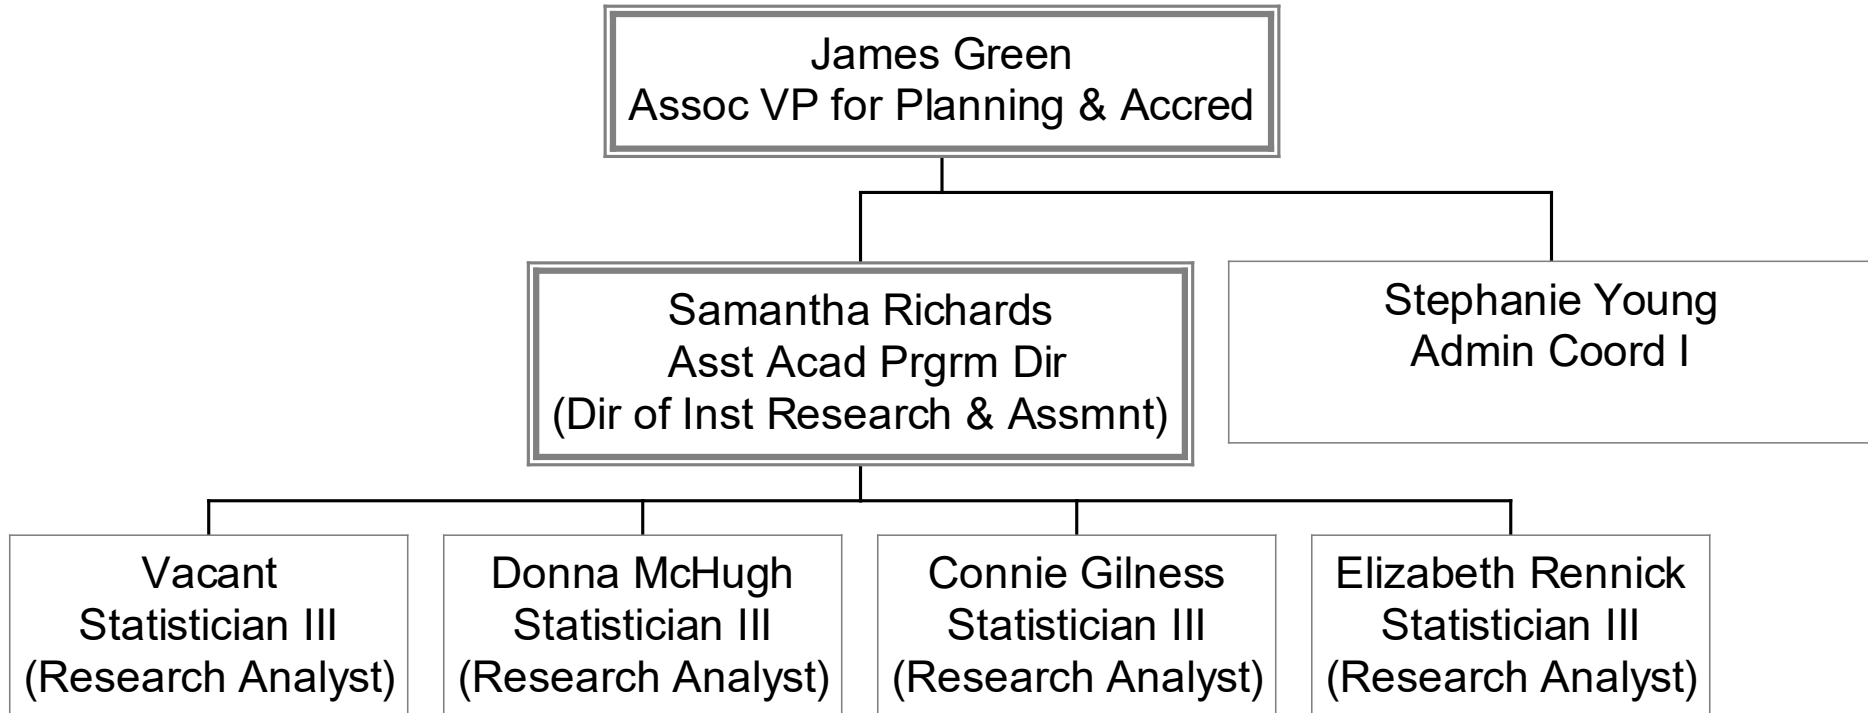 James Green
Assoc VP for Planning & Accred
Samantha Richards
Asst Acad Prgrm Dir
(Dir of Inst Research & Assmnt)
Stephanie Young
Admin Coord I
Vacant
Statistician III
(Research Analyst)
Donna McHugh
Statistician III
(Research Analyst)
Connie Gilness
Statistician III
(Research Analyst)
Elizabeth Rennick
Statistician III
(Research Analyst)